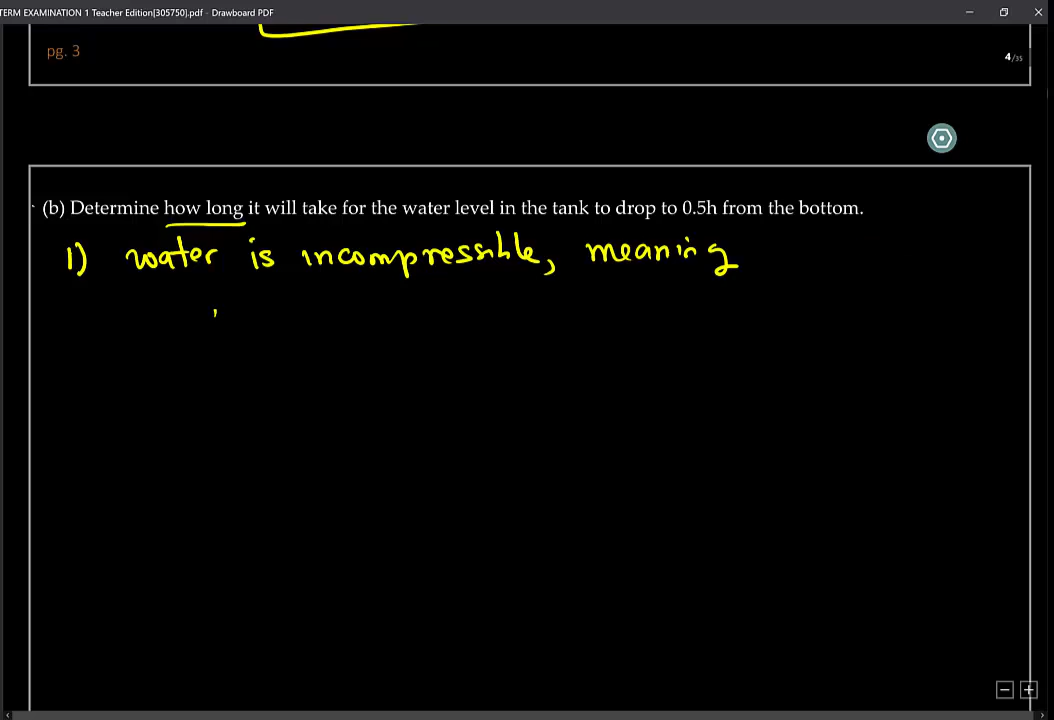 TERM EXAMINATION 1 Teacher Edition[305750].pdf - Drawboard PDF
pg. 3
4/35
(b) Determine how long it will take for the water level in the tank to drop to 0.5h from the bottom.
1) water is incompressible, meaning